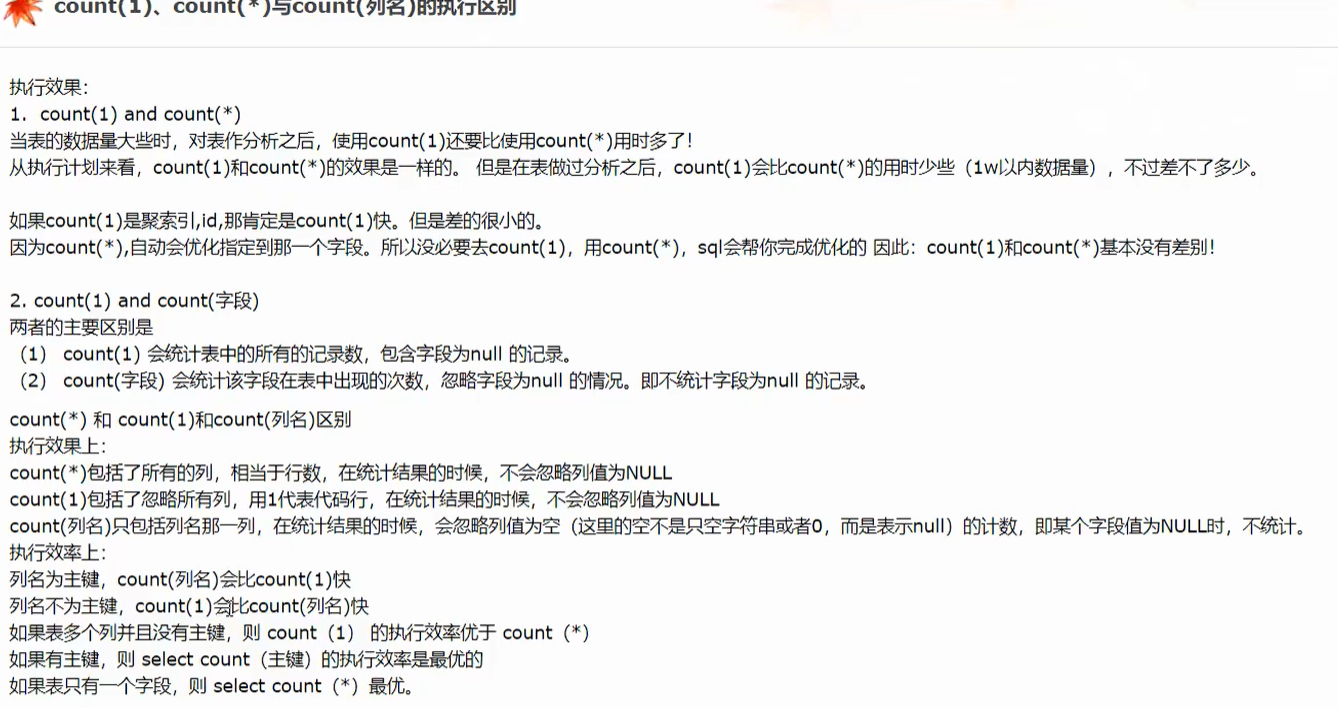 count(1)、count(*)与count(列名)的执行区别
执行效果：
1. count(1) and count(*)
当表的数据量大些时，对表作分析之后，使用count(1)还要比使用count(*)用时多了！
从执行计划来看，count(1)和count(*)的效果是一样的。 但是在表做过分析之后，count(1)会比count(*)的用时少些（1w以内数据量），不过差不了多少。
如果count(1)是聚索引,id,那肯定是count(1)快。但是差的很小的。
因为count(*),自动会优化指定到那一个字段。所以没必要去count(1)，用count(*)，sql会帮你完成优化的 因此：count(1)和count(*)基本没有差别！
2. count(1) and count(字段)
两者的主要区别是
（1） count(1) 会统计表中的所有的记录数，包含字段为null 的记录。
（2） count(字段) 会统计该字段在表中出现的次数，忽略字段为null 的情况。即不统计字段为null 的记录。
count(*) 和 count(1)和count(列名)区别
执行效果上：
count(*)包括了所有的列，相当于行数，在统计结果的时候，不会忽略列值为NULL
count(1)包括了忽略所有列，用1代表代码行，在统计结果的时候，不会忽略列值为NULL
count(列名)只包括列名那一列，在统计结果的时候，会忽略列值为空（这里的空不是只空字符串或者0，而是表示null）的计数，即某个字段值为NULL时，不统计。
执行效率上：
列名为主键，count(列名)会比count(1)快
列名不为主键，count(1)会比count(列名)快
如果表多个列并且没有主键，则 count（1） 的执行效率优于 count（*）
如果有主键，则 select count（主键）的执行效率是最优的
如果表只有一个字段，则 select count（*）最优。